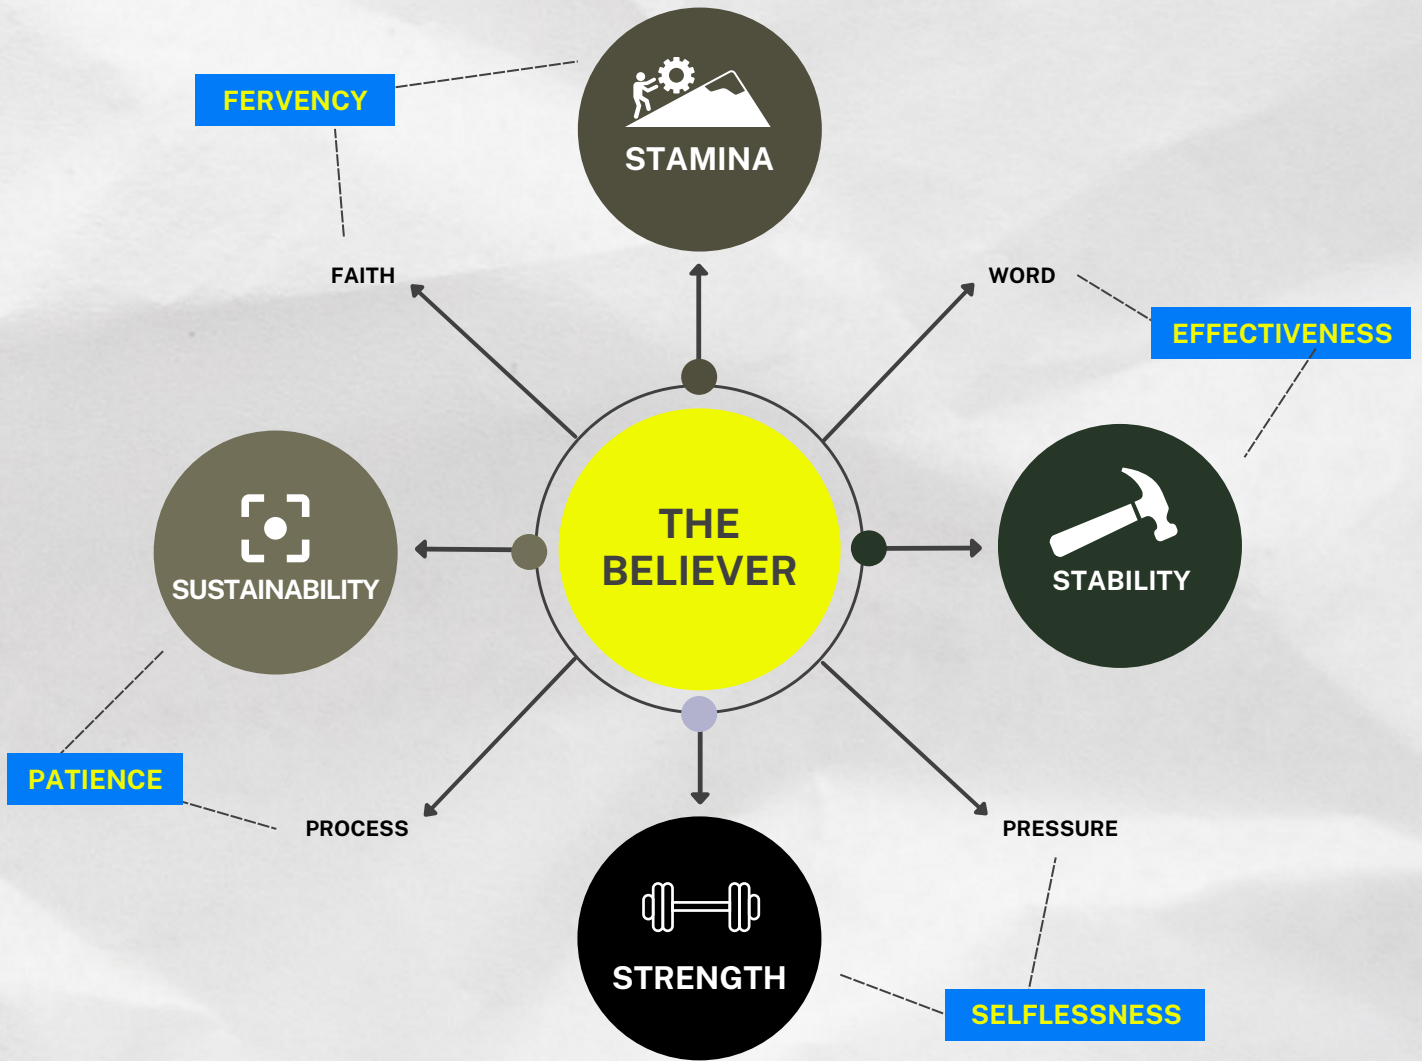 FERVENCY
STAMINA
FAITH
WORD
EFFECTIVENESS
THE
BELIEVER
SUSTAINABILITY
STABILITY
PATIENCE
PROCESS
PRESSURE
STRENGTH
SELFLESSNESS